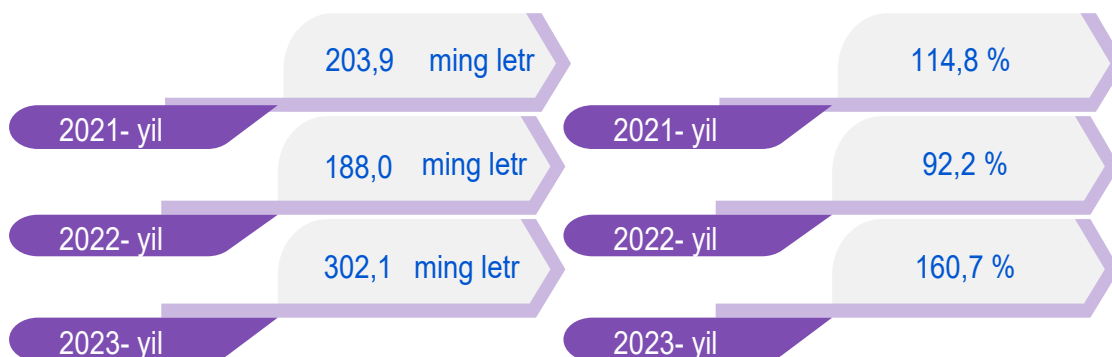 203,9 ming letr
2021- yil
188,0 ming letr
2022- yil
302,1 ming letr
2023- yil
114,8 %
2021- yil
92,2 %
2022- yil
160,7 %
2023- yil